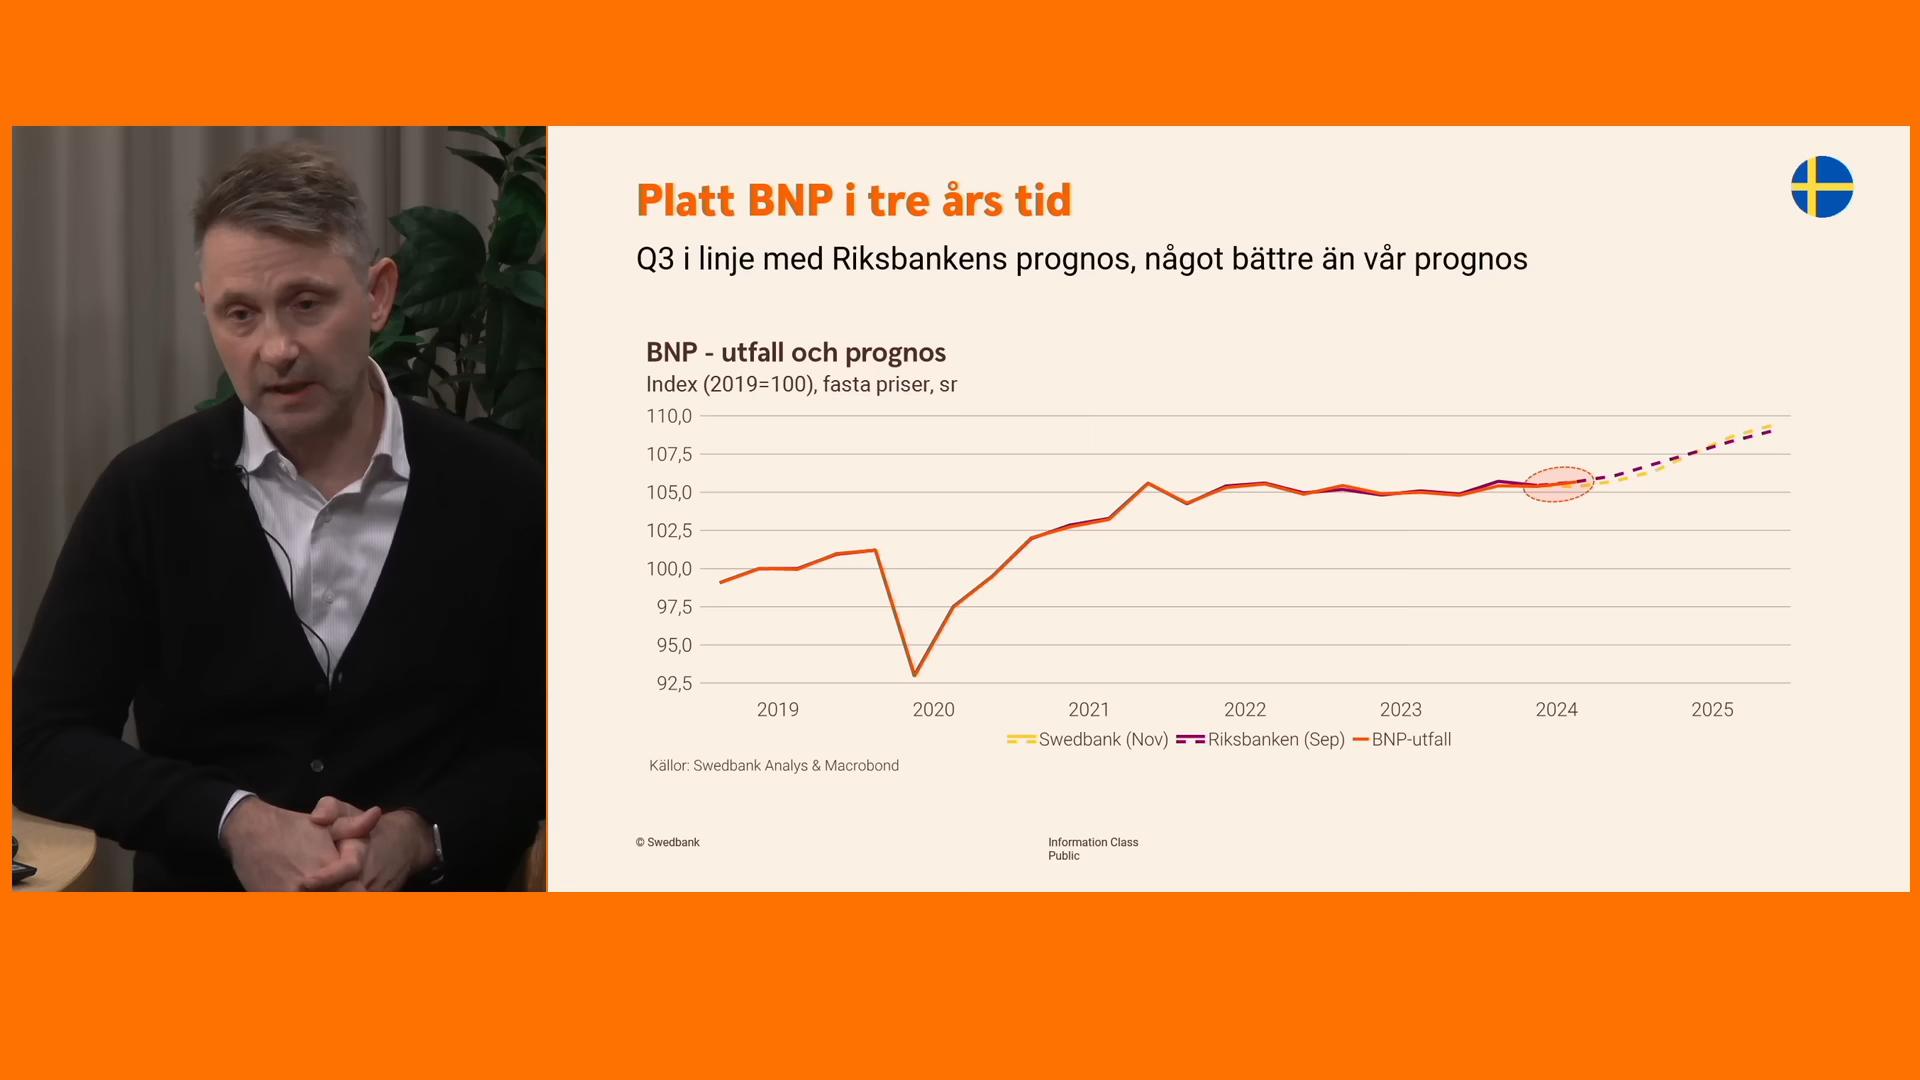 Platt BNP i tre års tid
Q3 i linje med Riksbankens prognos, något bättre än vår prognos
BNP - utfall och prognos
Index (2019=100), fasta priser, sr
110,0
107,5
105,0
102,5
100,0
97,5
95,0
92,5
2019 2020 2021 2022 2023 2024 2025
Swedbank (Nov) Riksbanken (Sep) BNP-utfall
Källor: Swedbank Analys & Macrobond
© Swedbank
Information Class
Public